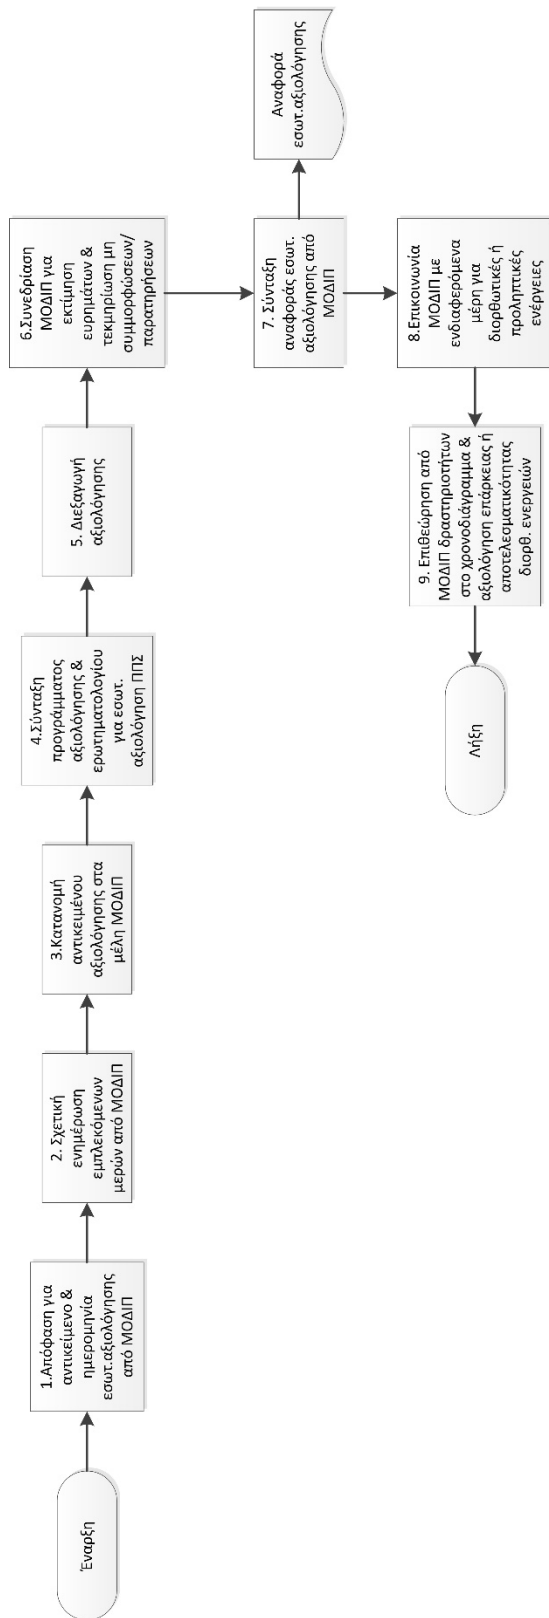 Έναρξη
1.Απόφαση για
αντικείμενο &
ημερομηνία
εσωτ.αξιολόγησης
από ΜΟΔΙΠ
2. Σχετική
ενημέρωση
εμπλεκόμενων
μερών από ΜΟΔΙΠ
3.Κατανομή
αντικειμένου
αξιολόγησης στα
μέλη ΜΟΔΙΠ
4.Σύνταξη
προγράμματος
αξιολόγησης &
ερωτηματολογίου
για εσωτ.
αξιολόγηση ΠΠΣ
5. Διεξαγωγή
αξιολόγησης
6.Συνεδρίαση
ΜΟΔΙΠ για
εκτίμηση
ευρημάτων &
τεκμηρίωση μη
συμμορφώσεων/
παρατηρήσεων
7. Σύνταξη
αναφοράς εσωτ.
αξιολόγησης από
ΜΟΔΙΠ
Αναφορά
εσωτ.αξιολόγησης
8.Επικοινωνία
ΜΟΔΙΠ με
ενδιαφερόμενα
μέρη για
διορθωτικές ή
προληπτικές
ενέργειες
9. Επιθεώρηση από
ΜΟΔΙΠ δραστηριοτήτων
στο χρονοδιάγραμμα &
αξιολόγηση επάρκειας ή
αποτελεσματικότητας
διορθ. ενεργειών
Λήξη